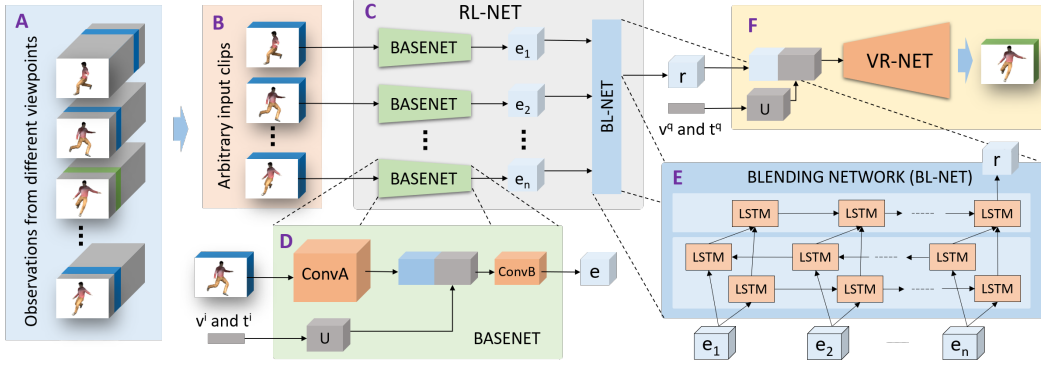 A
Observations from different viewpoints
B
Arbitrary input clips
C
RL-NET
BASENET
e1
BASENET
e2
BASENET
en
BL-NET
r
vq and tq
U
F
VR-NET
D
ConvA
ConvB
e
vi and ti
U
BASENET
E
BLENDING NETWORK (BL-NET)
r
LSTM
LSTM
LSTM
LSTM
LSTM
LSTM
LSTM
LSTM
LSTM
e1
e2
en